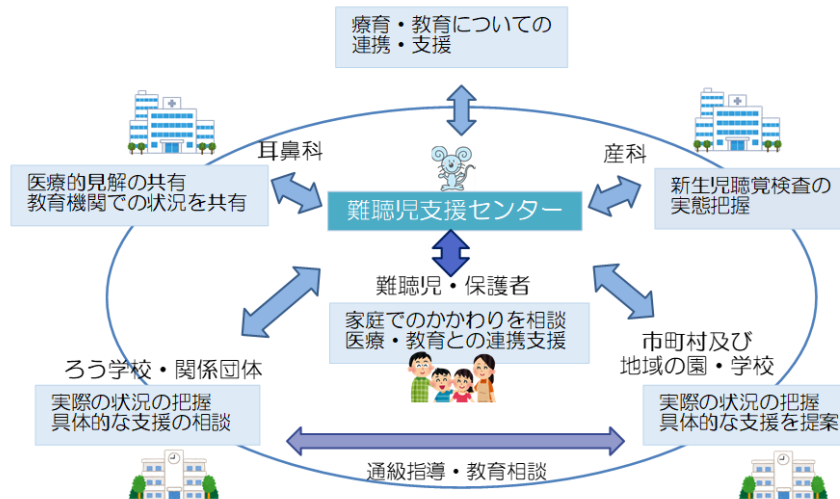 療育・教育についての
連携・支援
耳鼻科
産科
医療的見解の共有
教育機関での状況を共有
難聴児支援センター
新生児聴覚検査の
実態把握
難聴児・保護者
家庭でのかかわりを相談
医療・教育との連携支援
ろう学校・関係団体
実際の状況の把握
具体的な支援の相談
市町村及び
地域の園・学校
実際の状況の把握
具体的な支援を提案
通級指導・教育相談